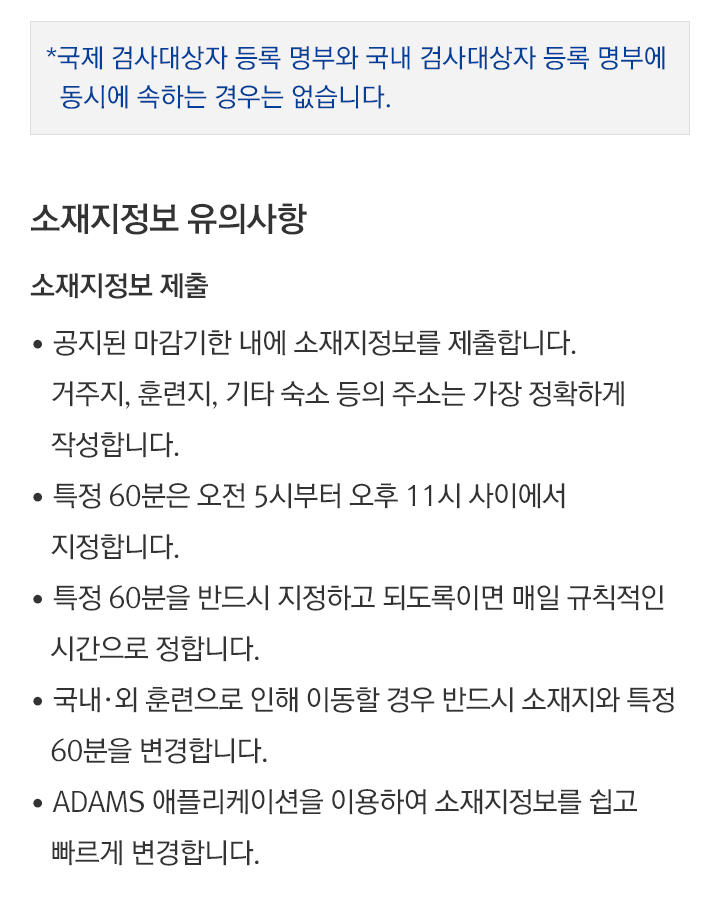 *국제 검사대상자 등록 명부와 국내 검사대상자 등록 명부에
동시에 속하는 경우는 없습니다.
소재지정보 유의사항
소재지정보 제출
• 공지된 마감기한 내에 소재지정보를 제출합니다.
거주지, 훈련지, 기타 숙소 등의 주소는 가장 정확하게
작성합니다.
• 특정 60분은 오전 5시부터 오후 11시 사이에서
지정합니다.
• 특정 60분을 반드시 지정하고 되도록이면 매일 규칙적인
시간으로 정합니다.
• 국내·외 훈련으로 인해 이동할 경우 반드시 소재지와 특정
60분을 변경합니다.
• ADAMS 애플리케이션을 이용하여 소재지정보를 쉽고
빠르게 변경합니다.